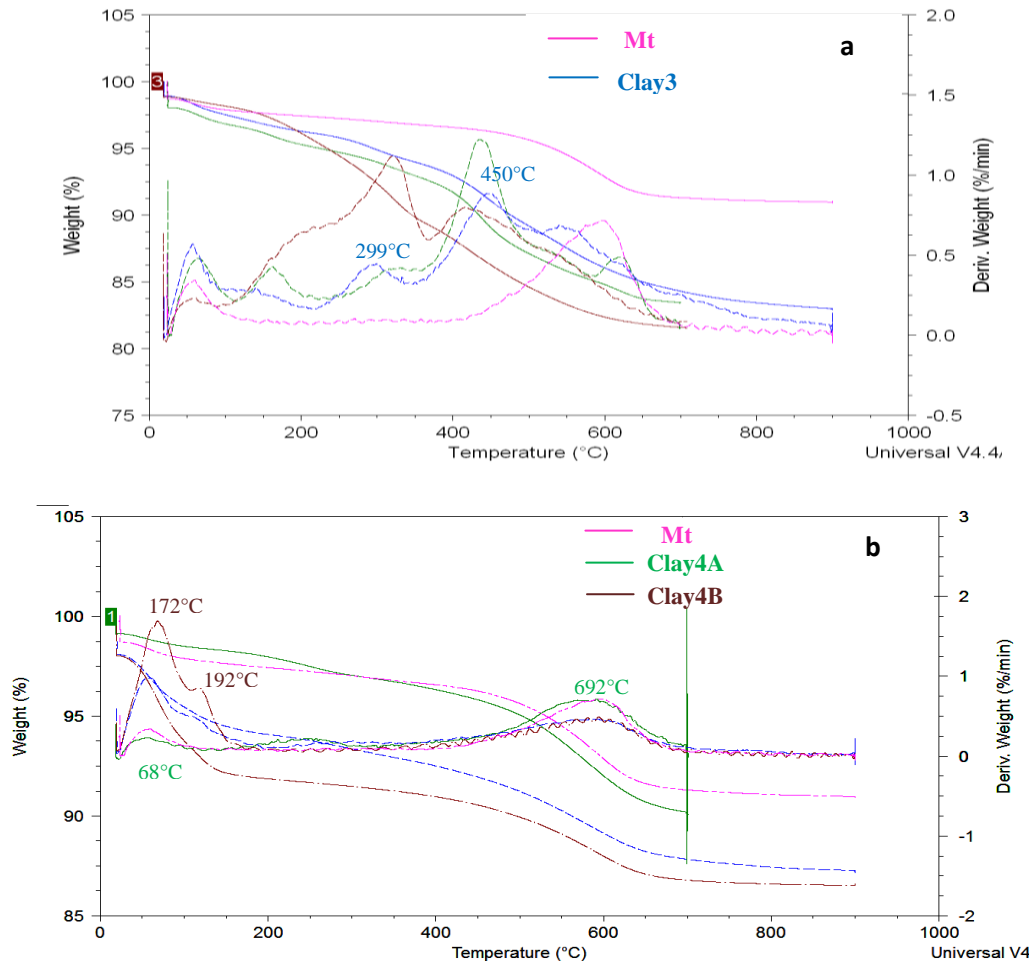 105
100
95
90
85
80
75
Weight (%)
3
Mt
Clay3
a
450°C
299°C
2.0
1.5
1.0
0.5
0.0
-0.5
Deriv. Weight (%/min)
0
200
400
600
800
1000
Temperature (°C)
Universal V4.4A
105
100
95
90
85
Weight (%)
1
Mt
Clay4A
Clay4B
b
172°C
192°C
692°C
68°C
3
2
1
0
-1
-2
Deriv. Weight (%/min)
0
200
400
600
800
1000
Temperature (°C)
Universal V4